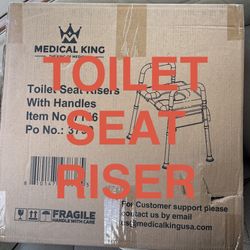 MEDICAL KING
TOILET
Toilet Seat Risers
With Handles
Item No
Po No.:
SEAT
RISER
FRAGILE
HANDLE WITH CARE
For Customer support please
contact us by email
us@medicalkingusa.com